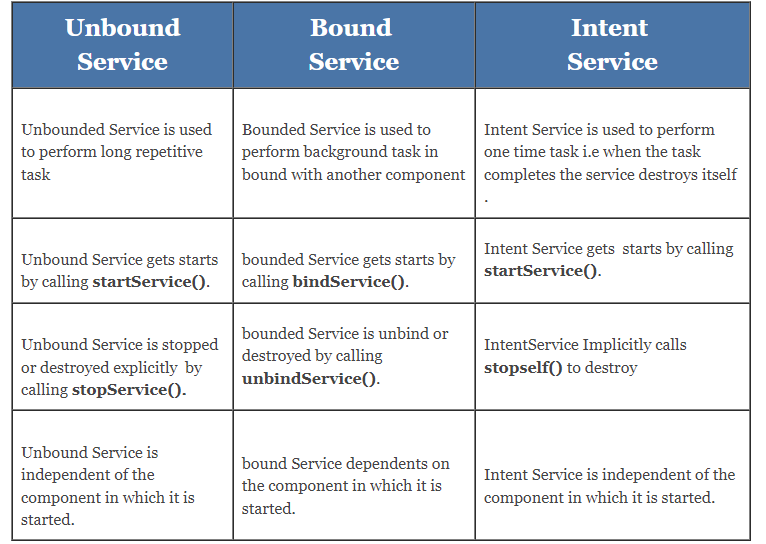 Unbound
Service
Bound
Service
Intent
Service
Unbounded Service is used
to perform long repetitive
task
Bounded Service is used to
perform background task in
bound with another component
Intent Service is used to perform
one time task i.e when the task
completes the service destroys itself
.
Unbound Service gets starts
by calling startService().
bounded Service gets starts by
calling bindService().
Intent Service gets  starts by calling
startService().
Unbound Service is stopped
or destroyed explicitly  by
calling stopService().
bounded Service is unbind or
destroyed by calling
unbindService().
IntentService Implicitly calls
stopself() to destroy
Unbound Service is
independent of the
component in which it is
started.
bound Service dependents on
the component in which it is
started.
Intent Service is independent of the
component in which it is started.